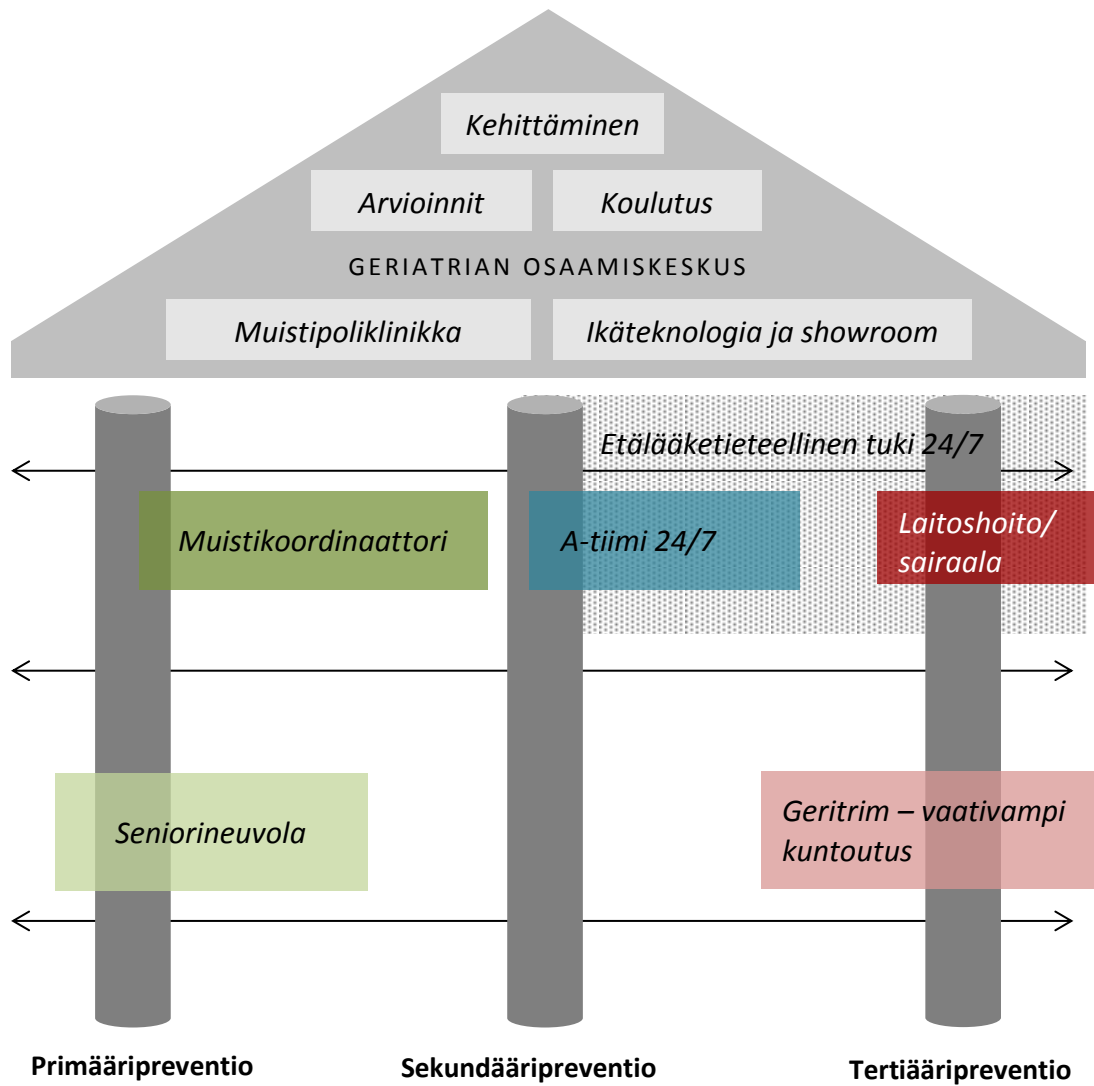 Kehittäminen
Arvioinnit
Koulutus
GERIATRIAN OSAAMISKESKUS
Muistipoliklinikka
Ikäteknologia ja showroom
Etälääketieteellinen tuki 24/7
Muistikoordinaattori
A-tiimi 24/7
Laitoshoito/
sairaala
Seniorineuvola
Geritrim – vaativampi
kuntoutus
Primääripreventio
Sekundääripreventio
Tertiääripreventio